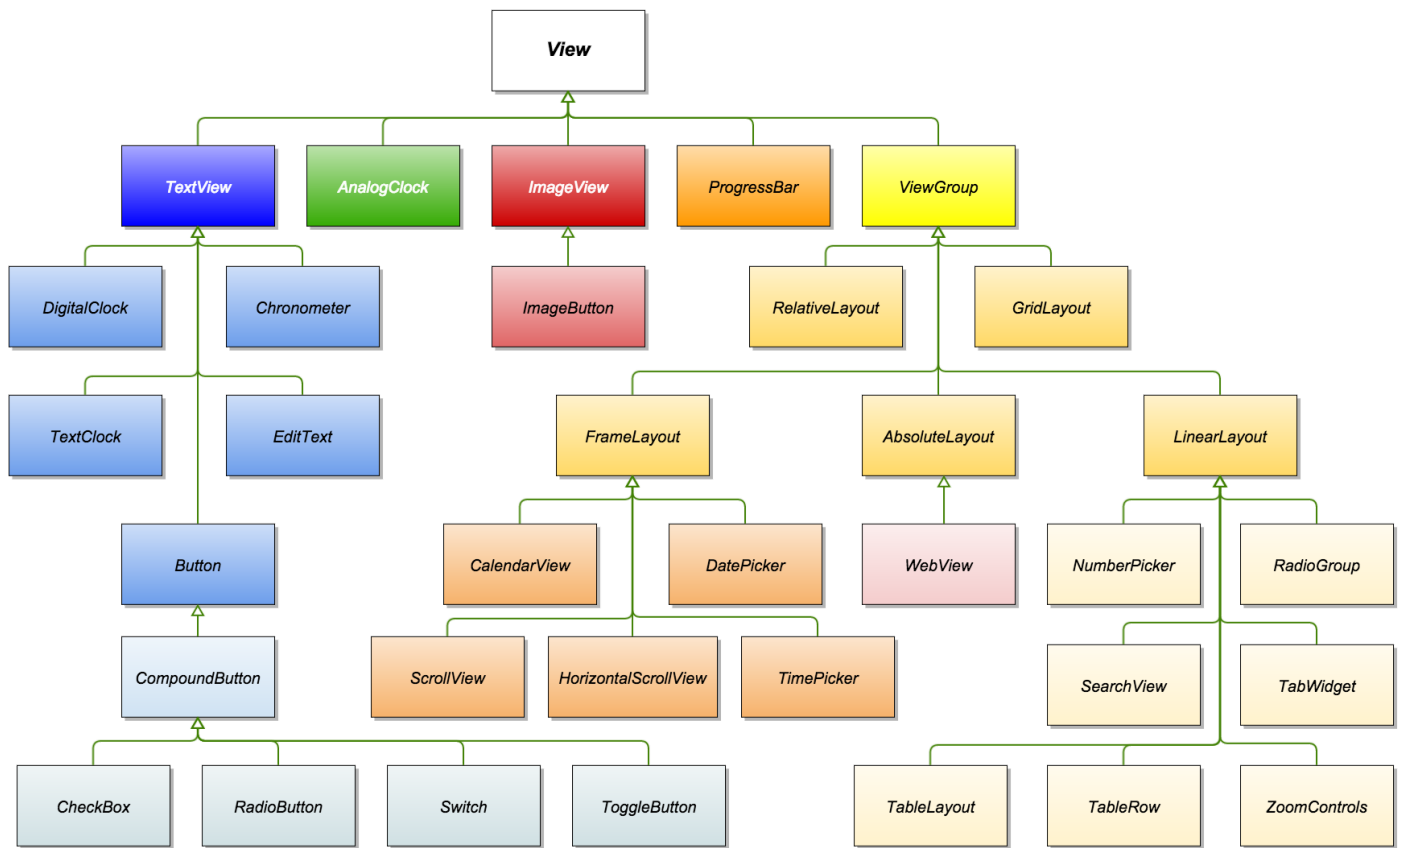 View
TextView
AnalogClock
ImageView
ProgressBar
ViewGroup
DigitalClock
Chronometer
ImageButton
RelativeLayout
GridLayout
TextClock
EditText
FrameLayout
AbsoluteLayout
LinearLayout
Button
CalendarView
DatePicker
WebView
NumberPicker
RadioGroup
CompoundButton
ScrollView
HorizontalScrollView
TimePicker
SearchView
TabWidget
CheckBox
RadioButton
Switch
ToggleButton
TableLayout
TableRow
ZoomControls